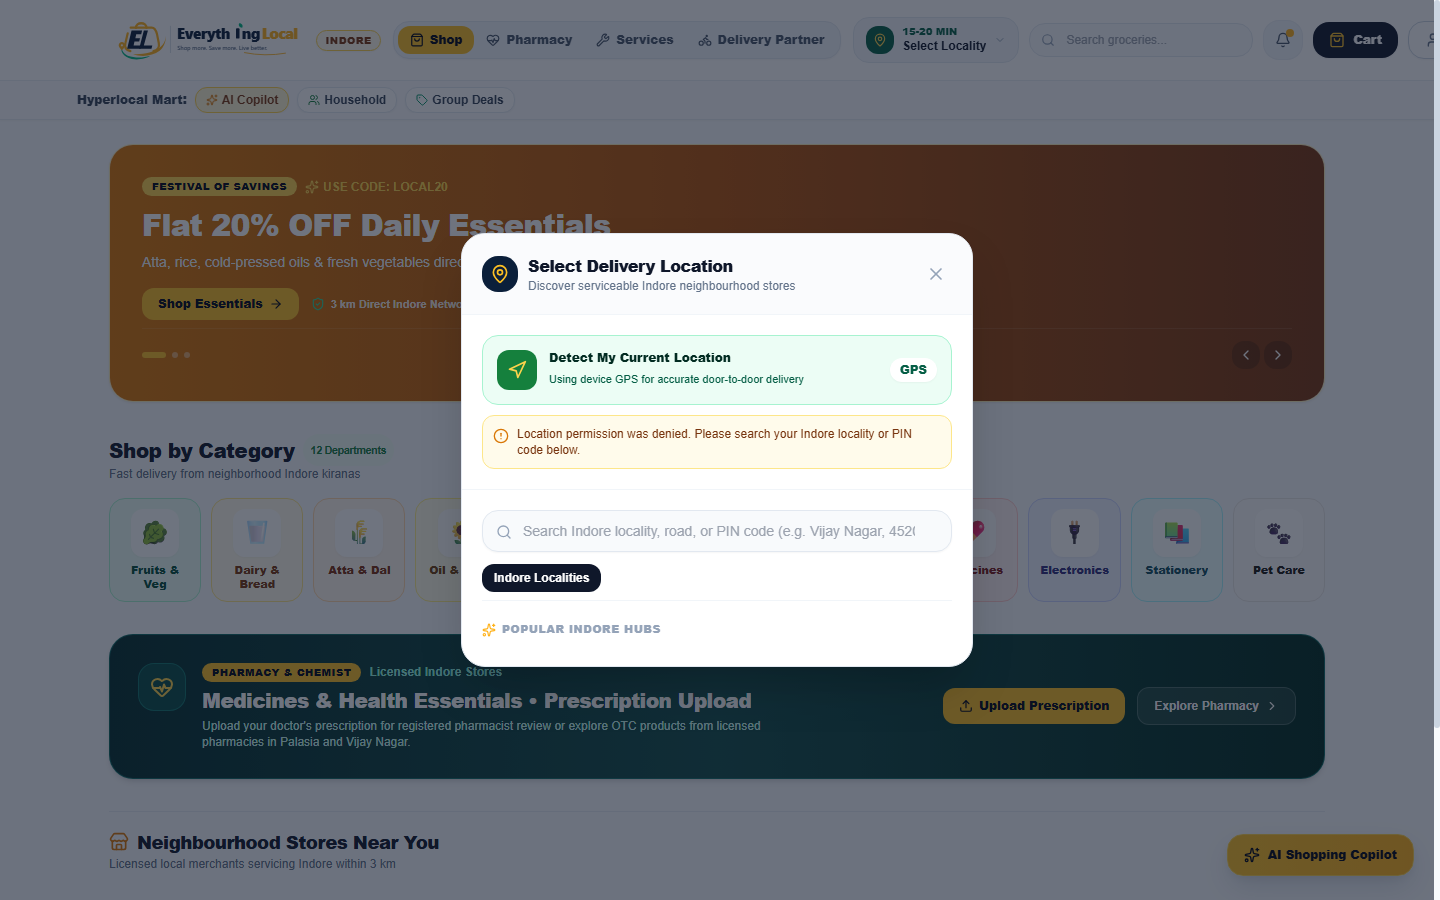 EL
Everything Local
Shop more. Save more. Live better.
INDORE
Shop
Pharmacy
Services
Delivery Partner
15-20 MIN
Select Locality
Search groceries...
Cart
Hyperlocal Mart:
AI Copilot
Household
Group Deals
FESTIVAL OF SAVINGS
USE CODE: LOCAL20
Flat 20% OFF Daily Essentials
Atta, rice, cold-pressed oils & fresh vegetables
Shop Essentials
3 km Direct Indore
Select Delivery Location
Discover serviceable Indore neighbourhood stores
Detect My Current Location
Using device GPS for accurate door-to-door delivery
GPS
Location permission was denied. Please search your Indore locality or PIN
code below.
Search Indore locality, road, or PIN code (e.g. Vijay Nagar, 452
Indore Localities
POPULAR INDORE HUBS
Shop by Category
12 Departments
Fast delivery from neighborhood Indore kiranas
Fruits &
Veg
Dairy &
Bread
Atta & Dal
Oil &
Electronics
Stationery
Pet Care
PHARMACY & CHEMIST
Licensed Indore Stores
Medicines & Health Essentials • Prescription Upload
Upload your doctor's prescription for registered pharmacist review or explore OTC products from licensed
pharmacies in Palasia and Vijay Nagar.
Upload Prescription
Explore Pharmacy
Neighbourhood Stores Near You
Licensed local merchants servicing Indore within 3 km
AI Shopping Copilot